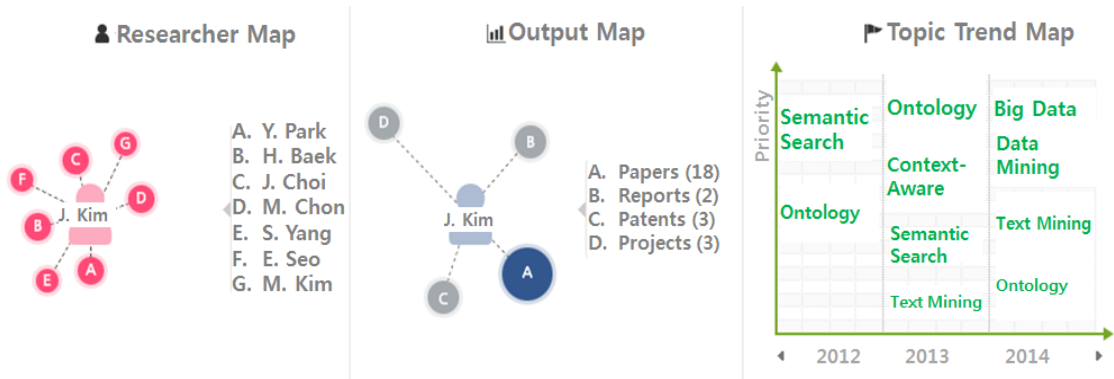 Researcher Map
G
C
F
D
J. Kim
B
E
A
A. Y. Park
B. H. Baek
C. J. Choi
D. M. Chon
E. S. Yang
F. E. Seo
G. M. Kim
Output Map
D
B
J. Kim
A
C
A. Papers (18)
B. Reports (2)
C. Patents (3)
D. Projects (3)
Topic Trend Map
Priority
Semantic
Search
Ontology
Ontology
Context-
Aware
Semantic
Search
Text Mining
Big Data
Data
Mining
Text Mining
Ontology
2012
2013
2014